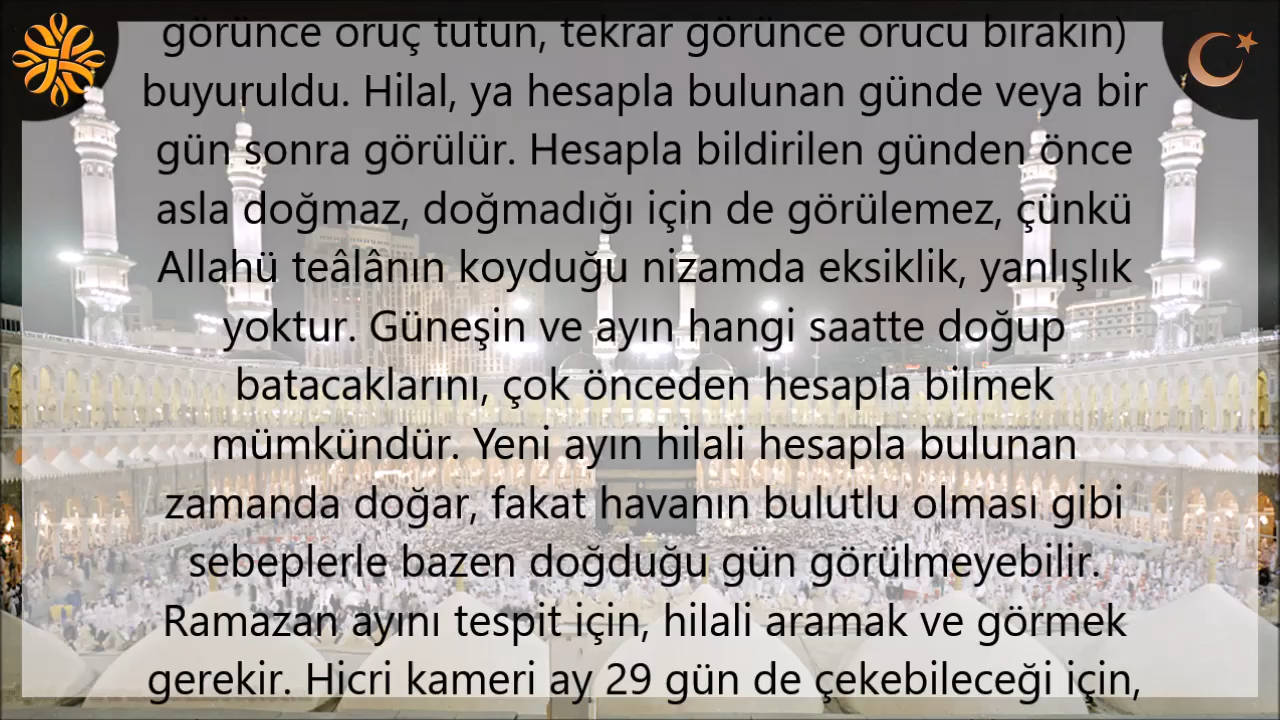 görünce oruç tutun, tekrar görünce orucu bırakın)
buyuruldu. Hilal, ya hesapla bulunan günde veya bir
gün sonra görülür. Hesapla bildirilen günden önce
asla doğmaz, doğmadığı için de görülemez, çünkü
Allahü teâlânın koyduğu nizamda eksiklik, yanlışlık
yoktur. Güneşin ve ayın hangi saatte doğup
batacaklarını, çok önceden hesapla bilmek
mümkündür. Yeni ayın hilali hesapla bulunan
zamanda doğar, fakat havanın bulutlu olması gibi
sebeplerle bazen doğduğu gün görülmeyebilir.
Ramazan ayını tespit için, hilali aramak ve görmek
gerekir. Hicri kameri ay 29 gün de çekebileceği için,